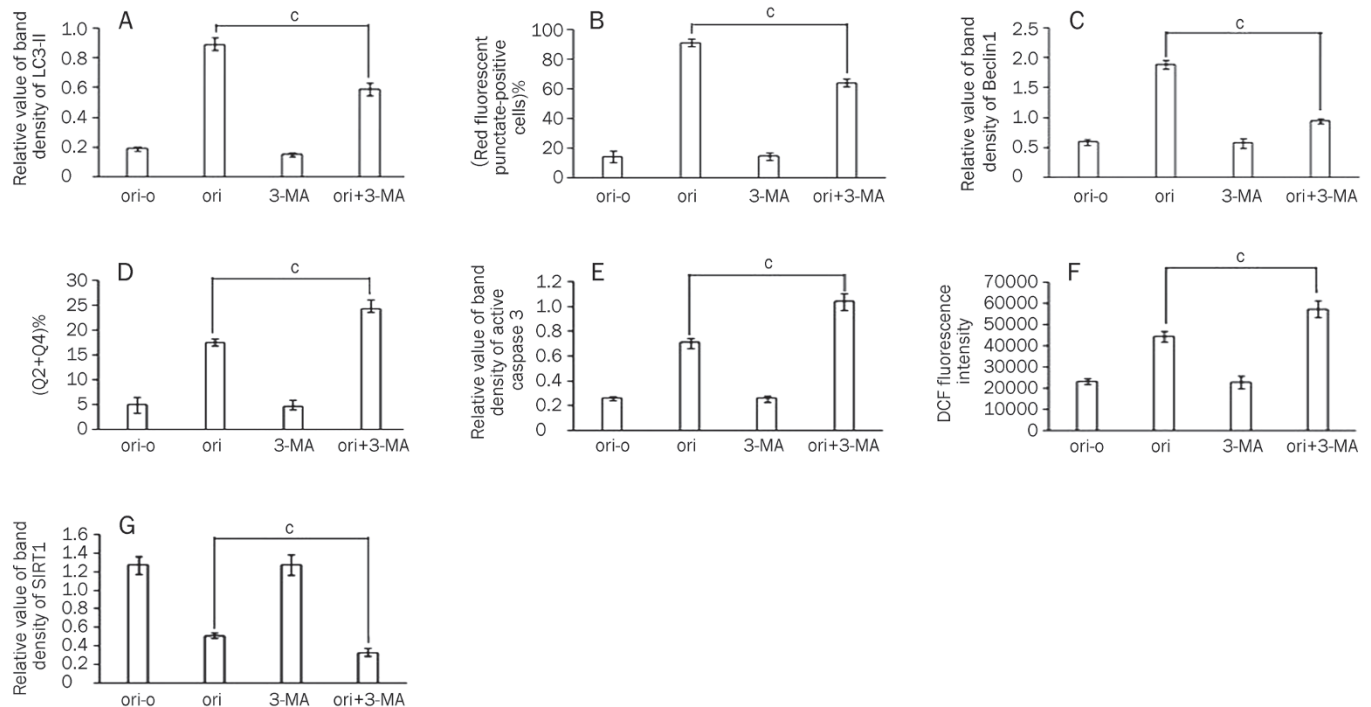 A
c
Relative value of band
density of LC3-II
1.0
0.8
0.6
0.4
0.2
0
ori-o ori 3-MA ori+3-MA
B
c
(Red fluorescent
punctate-positive
cells)%
100
80
60
40
20
0
ori-o ori 3-MA ori+3-MA
C
c
Relative value of band
density of Beclin1
2.5
2.0
1.5
1.0
0.5
0
ori-o ori 3-MA ori+3-MA
D
c
(Q2+Q4)%
30
25
20
15
10
5
0
ori-o ori 3-MA ori+3-MA
E
c
Relative value of band
density of active
caspase 3
1.2
1.0
0.8
0.6
0.4
0.2
0
ori-o ori 3-MA ori+3-MA
F
c
DCF fluorescence
intensity
70000
60000
50000
40000
30000
20000
10000
0
ori-o ori 3-MA ori+3-MA
G
c
Relative value of band
density of SIRT1
1.6
1.4
1.2
1.0
0.8
0.6
0.4
0.2
0
ori-o ori 3-MA ori+3-MA